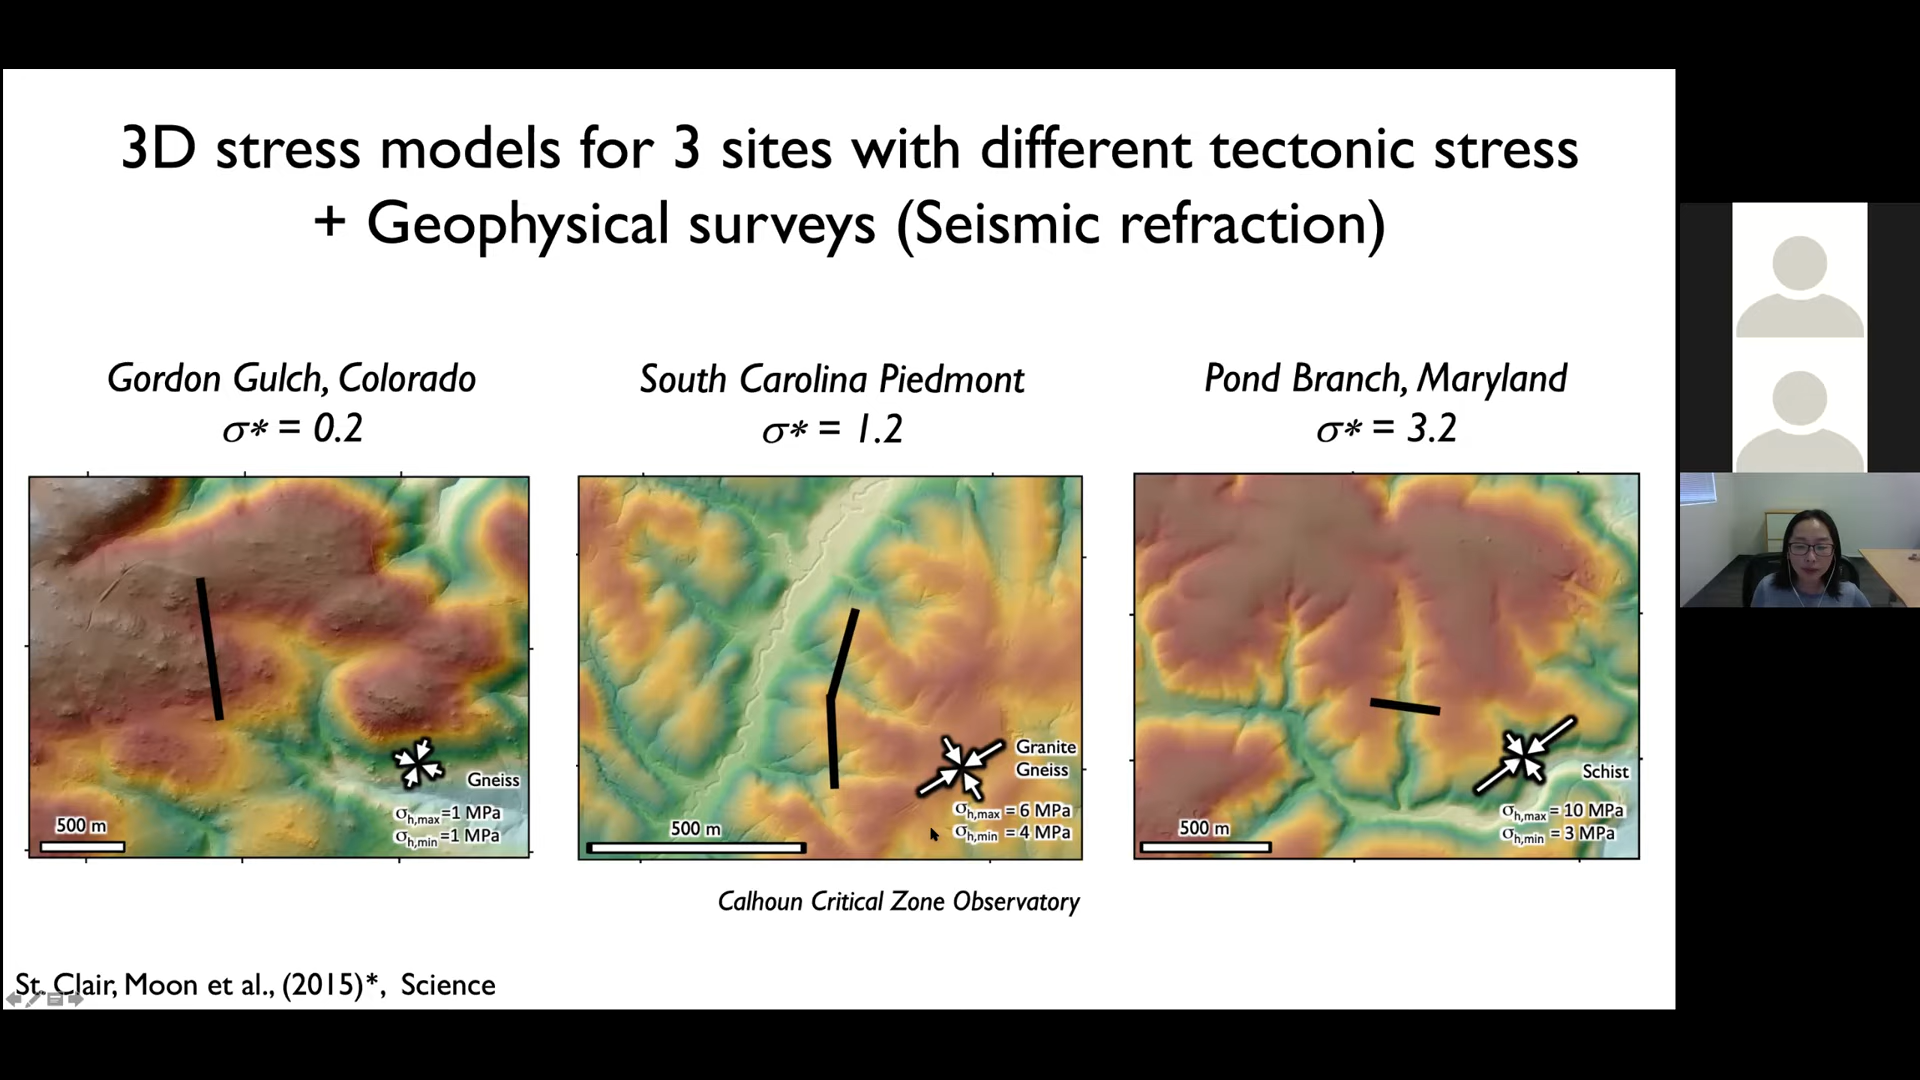 3D stress models for 3 sites with different tectonic stress
+ Geophysical surveys (Seismic refraction)
Gordon Gulch, Colorado
σ* = 0.2
South Carolina Piedmont
σ* = 1.2
Pond Branch, Maryland
σ* = 3.2
Gneiss
σh,max=1 MPa
σh,min=1 MPa
500 m
Granite
Gneiss
σh,max = 6 MPa
σh,min = 4 MPa
500 m
Schist
σh,max = 10 MPa
σh,min = 3 MPa
500 m
Calhoun Critical Zone Observatory
St. Clair, Moon et al., (2015)*, Science